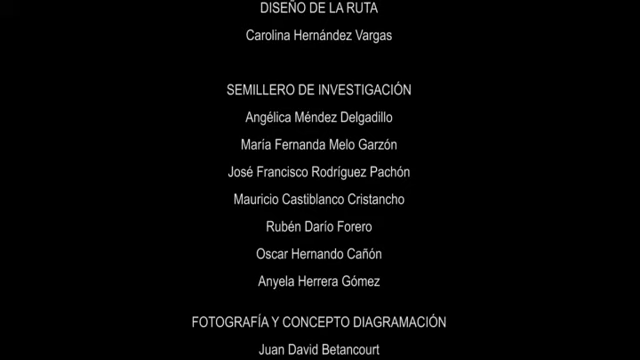 DISEÑO DE LA RUTA
Carolina Hernández Vargas
SEMILLERO DE INVESTIGACIÓN
Angélica Méndez Delgadillo
María Fernanda Melo Garzón
José Francisco Rodríguez Pachón
Mauricio Castiblanco Cristancho
Rubén Darío Forero
Oscar Hernando Cañón
Anyela Herrera Gómez
FOTOGRAFÍA Y CONCEPTO DIAGRAMACIÓN
Juan David Betancourt